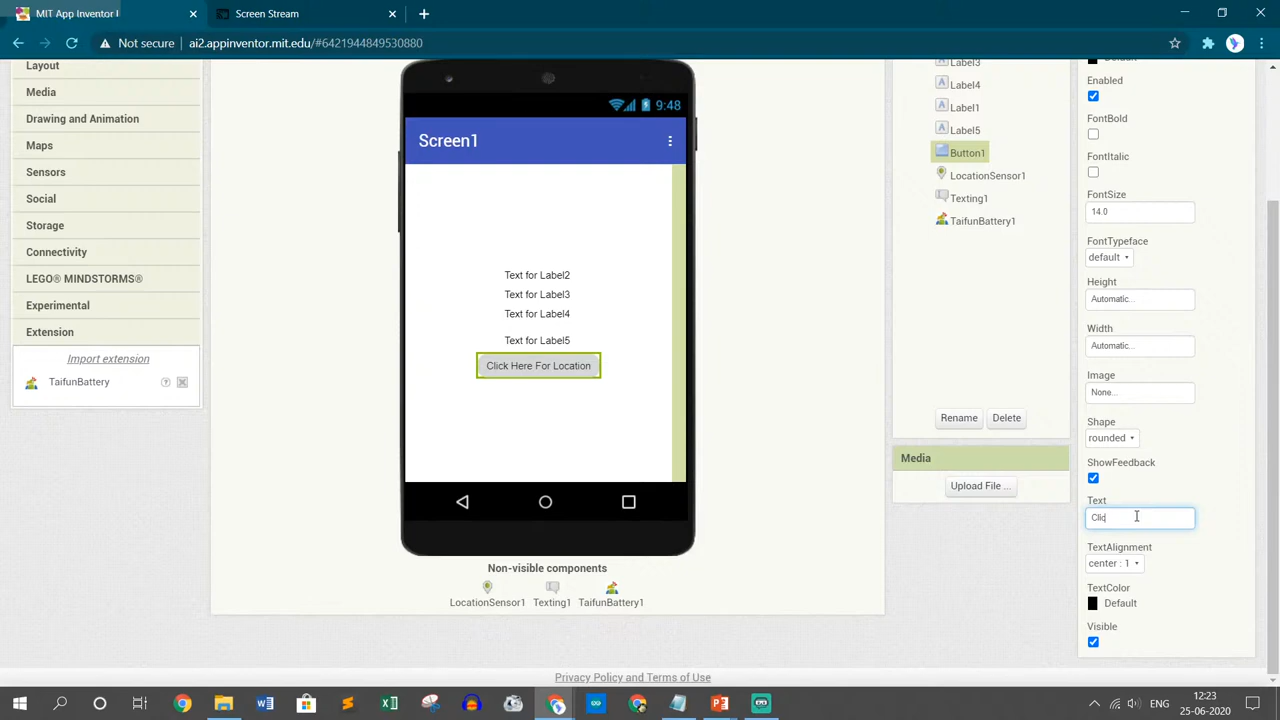 MIT App Inventor
Screen Stream
Not secure
ai2.appinventor.mit.edu/#6421944849530880
Layout
Media
Drawing and Animation
Maps
Sensors
Social
Storage
Connectivity
LEGO® MINDSTORMS®
Experimental
Extension
Import extension
TaifunBattery
9:48
Screen1
Text for Label2
Text for Label3
Text for Label4
Text for Label5
Click Here For Location
Non-visible components
LocationSensor1
Texting1
TaifunBattery1
Label3
Label4
Label1
Label5
Button1
LocationSensor1
Texting1
TaifunBattery1
Rename
Delete
Media
Upload File ...
Default
Enabled
FontBold
FontItalic
FontSize
14.0
FontTypeface
default
Height
Automatic...
Width
Automatic...
Image
None...
Shape
rounded
ShowFeedback
Text
Clic
TextAlignment
center : 1
TextColor
Default
Visible
Privacy Policy and Terms of Use
ENG
12:23
25-06-2020